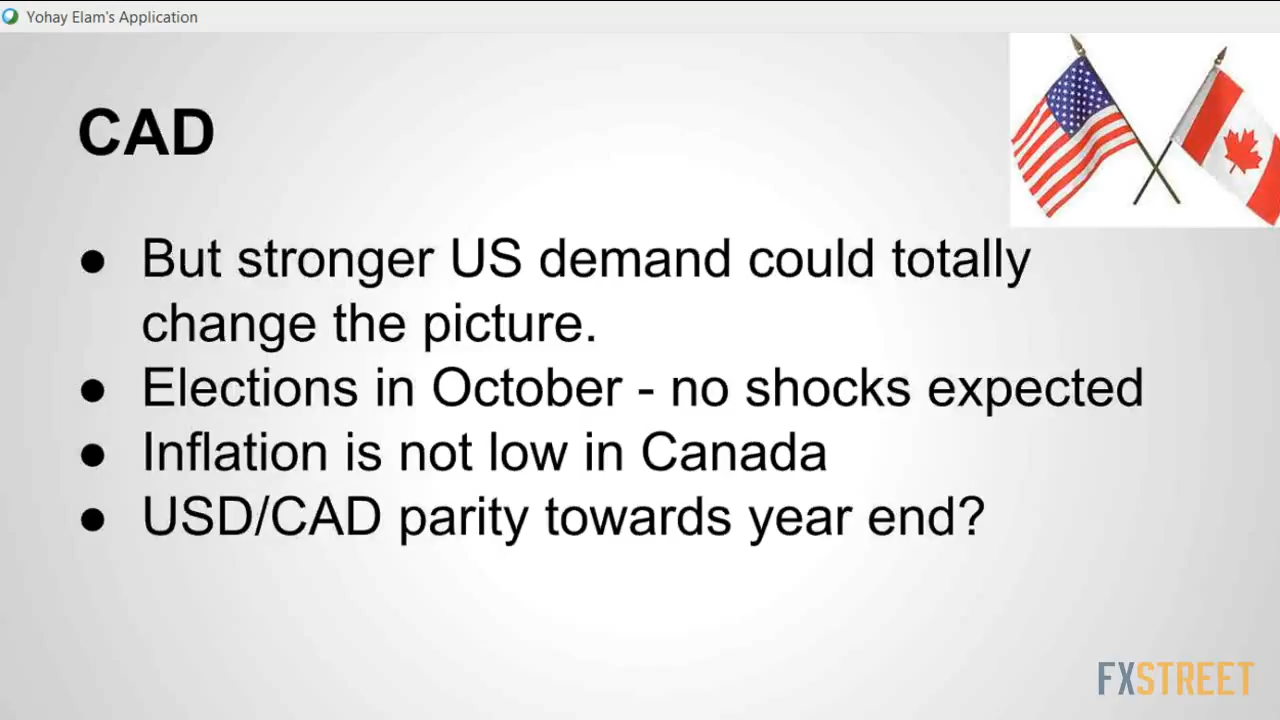 Yohay Elam's Application
CAD
● But stronger US demand could totally
change the picture.
● Elections in October - no shocks expected
● Inflation is not low in Canada
● USD/CAD parity towards year end?
FXSTREET